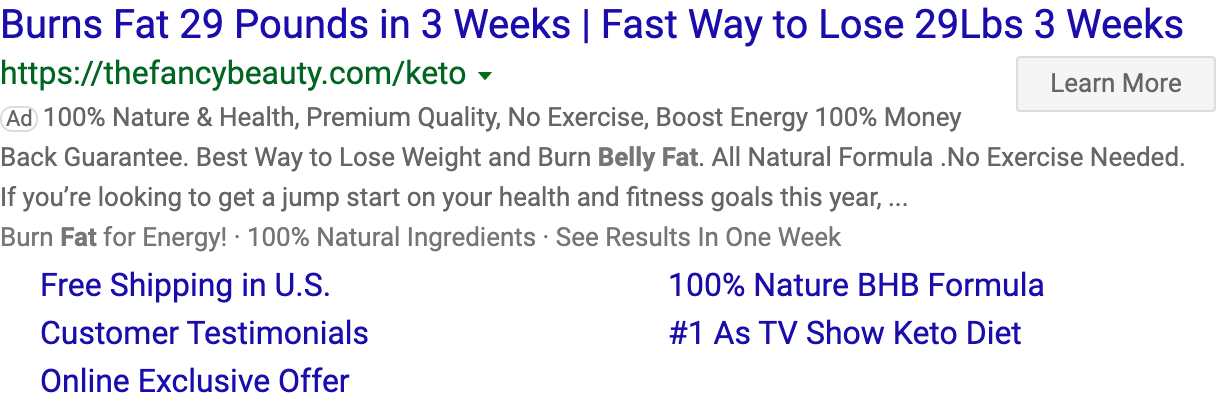 Burns Fat 29 Pounds in 3 Weeks | Fast Way to Lose 29Lbs 3 Weeks
https://thefancybeauty.com/keto
Learn More
Ad 100% Nature & Health, Premium Quality, No Exercise, Boost Energy 100% Money
Back Guarantee. Best Way to Lose Weight and Burn Belly Fat. All Natural Formula .No Exercise Needed.
If you’re looking to get a jump start on your health and fitness goals this year, ...
Burn Fat for Energy! · 100% Natural Ingredients · See Results In One Week
Free Shipping in U.S.
100% Nature BHB Formula
Customer Testimonials
#1 As TV Show Keto Diet
Online Exclusive Offer